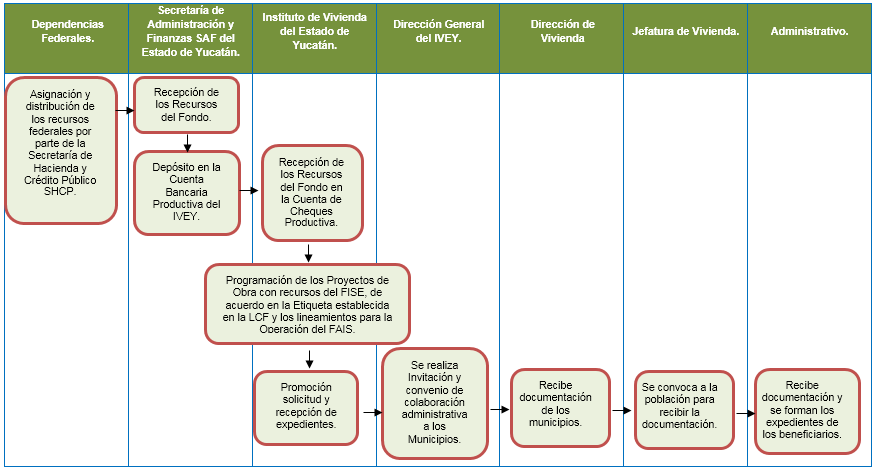 Dependencias
Federales.
Secretaría de
Administración y
Finanzas SAF del
Estado de Yucatán.
Instituto de Vivienda
del Estado de
Yucatán.
Dirección General
del IVEY.
Dirección de
Vivienda
Jefatura de Vivienda.
Administrativo.
Asignación y
distribución de
los recursos
federales por
parte de la
Secretaría de
Hacienda y
Crédito Público
SHCP.
Recepción de
los Recursos
del Fondo.
Depósito en la
Cuenta
Bancaria
Productiva del
IVEY.
Recepción de
los Recursos
del Fondo en
la Cuenta de
Cheques
Productiva.
Programación de los Proyectos de
Obra con recursos del FISE, de
acuerdo en la Etiqueta establecida
en la LCF y los lineamientos para la
Operación del FAIS.
Promoción
solicitud y
recepción de
expedientes.
Se realiza
Invitación y
convenio de
colaboración
administrativa
a los
Municipios.
Recibe
documentación
de los
municipios.
Se convoca a la
población para
recibir la
documentación.
Recibe
documentación y
se forman los
expedientes de
los beneficiarios.